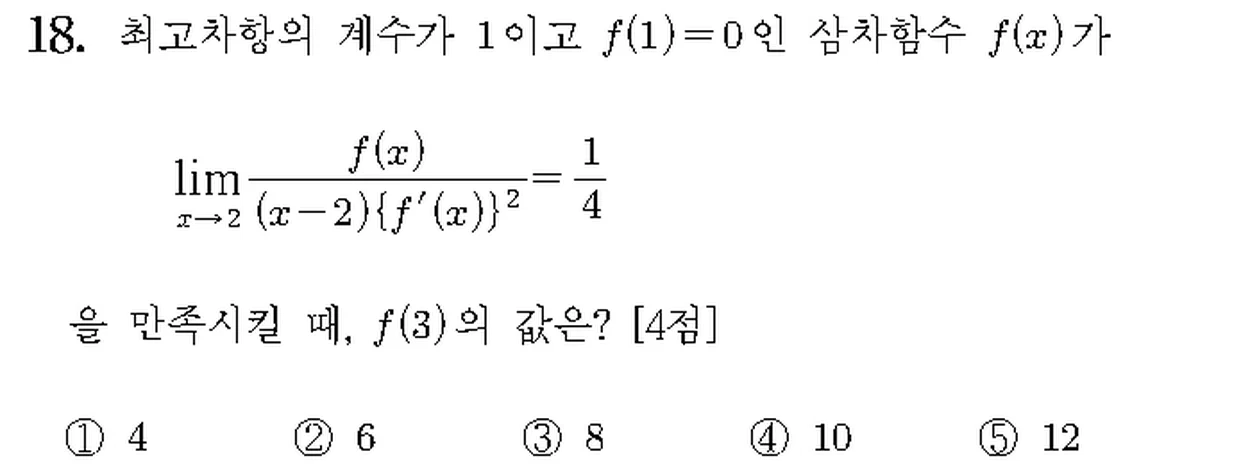 18. 최고차항의 계수가 1이고 f(1)=0인 삼차함수 f(x)가
lim_{x→2} f(x)/((x-2){f'(x)}²) = 1/4
을 만족시킬 때, f(3)의 값은? [4점]
① 4 ② 6 ③ 8 ④ 10 ⑤ 12